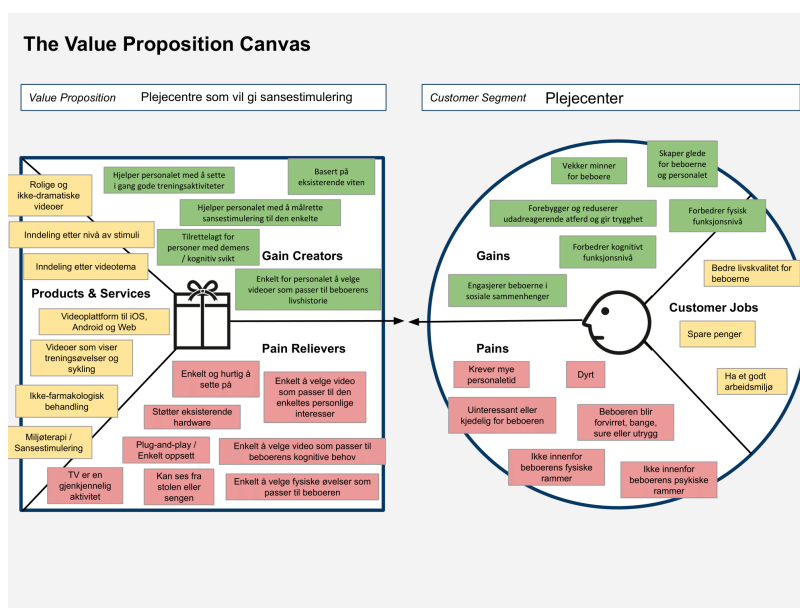 The Value Proposition Canvas
Value Proposition
Plejecentre som vil gi sansestimulering
Customer Segment
Plejecenter
Rolige og
ikke-dramatiske
videoer
Inndeling etter nivå av stimuli
Inndeling etter videotema
Products & Services
Videoplattform til iOS,
Android og Web
Videoer som viser
treningsøvelser og
sykling
Ikke-farmakologisk
behandling
Miljøterapi /
Sansestimulering
Hjelper personalet med å sette
i gang gode treningsaktiviteter
Basert på
eksisterende viten
Hjelper personalet med å målrette
sansestimulering til den enkelte
Tilrettelagt for
personer med demens
/ kognitiv svikt
Gain Creators
Enkelt for personalet å velge
videoer som passer til beboerens
livshistorie
Pain Relievers
Enkelt og hurtig å
sette på
Enkelt å velge video
som passer til den
enkeltes personlige
interesser
Støtter eksisterende
hardware
Plug-and-play /
Enkelt oppsett
Enkelt å velge video som passer til
beboerens kognitive behov
TV er en
gjenkjennelig
aktivitet
Kan ses fra
stolen eller
sengen
Enkelt å velge fysiske øvelser som
passer til beboeren
Vekker minner
for beboere
Skaper glede
for beboerne
og personalet
Forebygger og reduserer
udadreagerende atferd og gir trygghet
Forbedrer fysisk
funksjonsnivå
Forbedrer kognitivt
funksjonsnivå
Gains
Engasjerer beboerne i
sosiale sammenhenger
Bedre livskvalitet for
beboerne
Customer Jobs
Spare penger
Ha et godt
arbeidsmiljø
Pains
Krever mye
personaletid
Dyrt
Uinteressant eller
kjedelig for beboeren
Beboeren blir
forvirret, bange,
sure eller utrygg
Ikke innenfor
beboerens fysiske
rammer
Ikke innenfor
beboerens psykiske
rammer